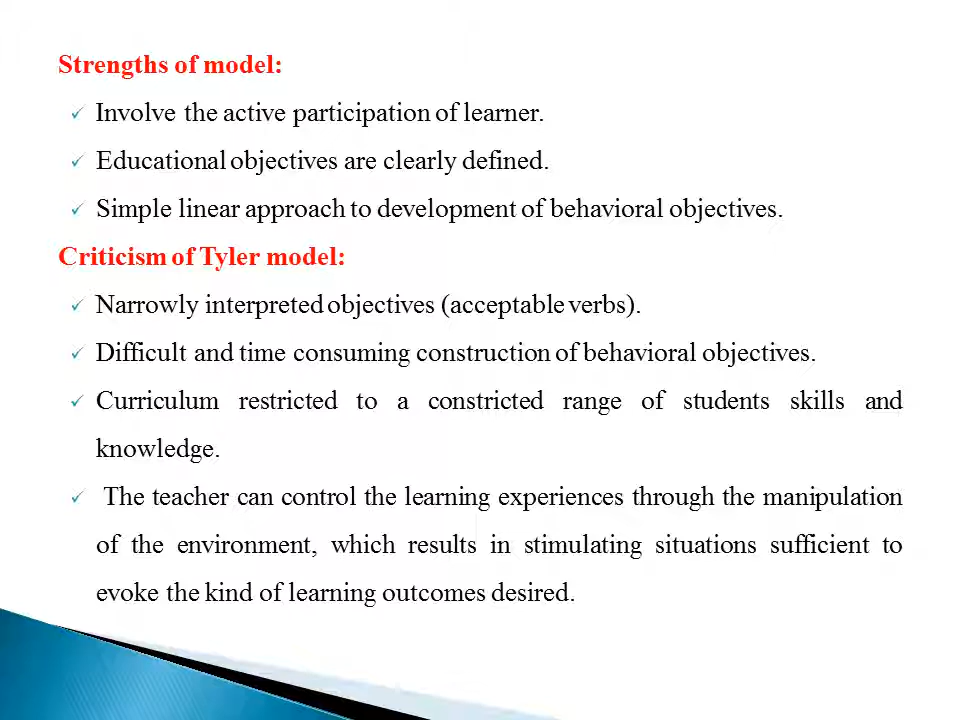 Strengths of model:
Involve the active participation of learner.
Educational objectives are clearly defined.
Simple linear approach to development of behavioral objectives.
Criticism of Tyler model:
Narrowly interpreted objectives (acceptable verbs).
Difficult and time consuming construction of behavioral objectives.
Curriculum restricted to a constricted range of students skills and
knowledge.
The teacher can control the learning experiences through the manipulation
of the environment, which results in stimulating situations sufficient to
evoke the kind of learning outcomes desired.